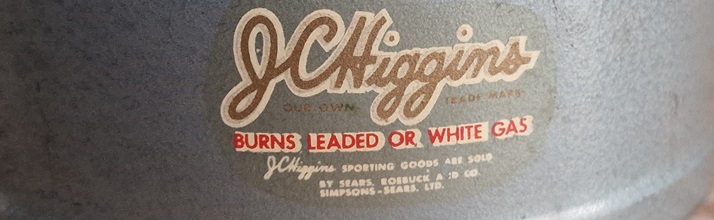 JCHiggins
OUR OWN TRADE MARK
BURNS LEADED OR WHITE GAS
JCHiggins SPORTING GOODS ARE SOLD
BY SEARS, ROEBUCK A D CO.
SIMPSONS-SEARS, LTD.